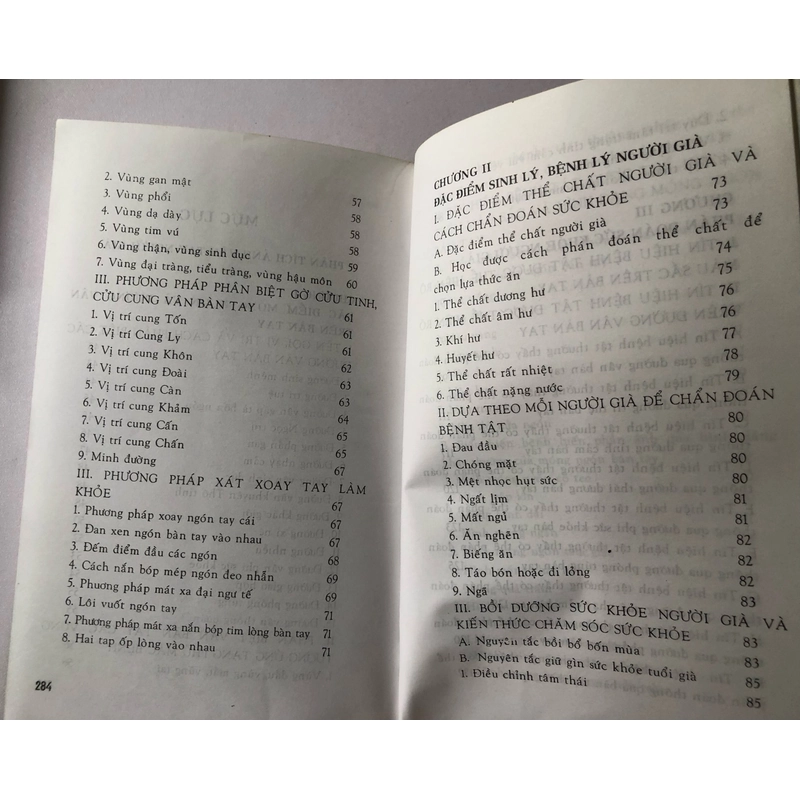 2. Vùng gan mật 57
3. Vùng phổi 58
4. Vùng dạ dày 58
5. Vùng tim vú 58
6. Vùng thận, vùng sinh dục 59
7. Vùng đại tràng, tiểu tràng, vùng hậu môn 60
III. PHƯƠNG PHÁP PHÂN BIỆT GỜ CỬU TINH,
CỬU CUNG VÂN BÀN TAY 61
1. Vị trí cung Tốn 61
2. Vị trí Cung Ly 61
3. Vị trí cung Khôn 62
4. Vị trí cung Đoài 62
5. Vị trí cung Càn 63
6. Vị trí cung Khảm 64
7. Vị trí cung Cấn 65
8. Vị trí cung Chấn 65
9. Minh đường 67
III. PHƯƠNG PHÁP XÁT XOAY TAY LÀM
KHỎE 67
1. Phương pháp xoay ngón tay cái 67
2. Đan xen ngón bàn tay vào nhau 68
3. Đếm điểm đầu các ngón 68
4. Cách nắn bóp mép ngón đeo nhẫn 69
5. Phương pháp mát xa đại ngư tế 69
6. Lôi vuốt ngón tay 71
7. Phương pháp mát xa nắn bóp tim lòng bàn tay 71
8. Hai tap ốp lòng vào nhau 71
284
CHƯƠNG II
ĐẶC ĐIỂM SINH LÝ, BỆNH LÝ NGƯỜI GIÀ
I. ĐẶC ĐIỂM THỂ CHẤT NGƯỜI GIÀ VÀ
CÁCH CHẨN ĐOÁN SỨC KHỎE 73
A. Đặc điểm thể chất người già 73
B. Học được cách phán đoán thể chất để
chọn lựa thức ăn 74
1. Thể chất dương hư 75
2. Thể chất âm hư 76
3. Khí hư 76
4. Huyết hư 77
5. Thể chất rất nhiệt 78
6. Thể chất nặng nước 79
II. DỰA THEO MỖI NGƯỜI GIÀ ĐỂ CHẨN ĐOÁN
BỆNH TẬT 80
1. Đau đầu 80
2. Chóng mặt 80
3. Mệt nhọc hụt sức 80
4. Ngất lịm 81
5. Mất ngủ 81
6. Ăn nghẽn 82
7. Biếng ăn 82
8. Táo bón hoặc đi lỏng 82
9. Ngã 83
III. BỒI DƯỠNG SỨC KHỎE NGƯỜI GIÀ VÀ
KIẾN THỨC CHĂM SÓC SỨC KHỎE 83
A. Nguyên tắc bồi bổ bốn mùa 83
B. Nguyên tắc giữ gìn sức khỏe tuổi già 85
1. Điều chỉnh tâm thái 85